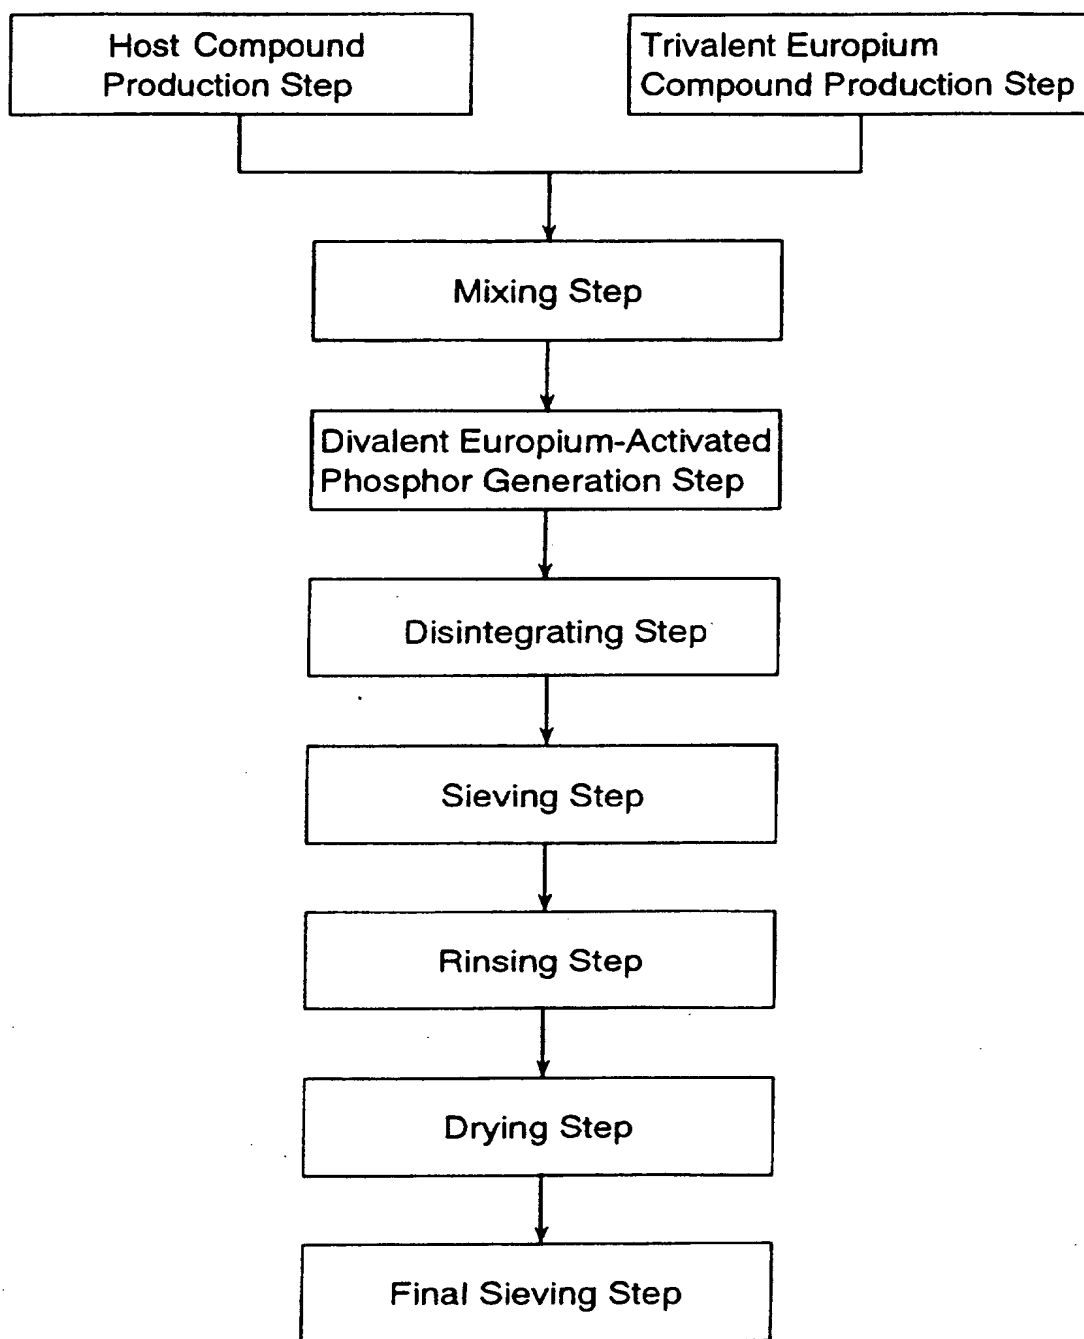 Host Compound
Production Step
Trivalent Europium
Compound Production Step
Mixing Step
Divalent Europium-Activated
Phosphor Generation Step
Disintegrating Step
Sieving Step
Rinsing Step
Drying Step
Final Sieving Step